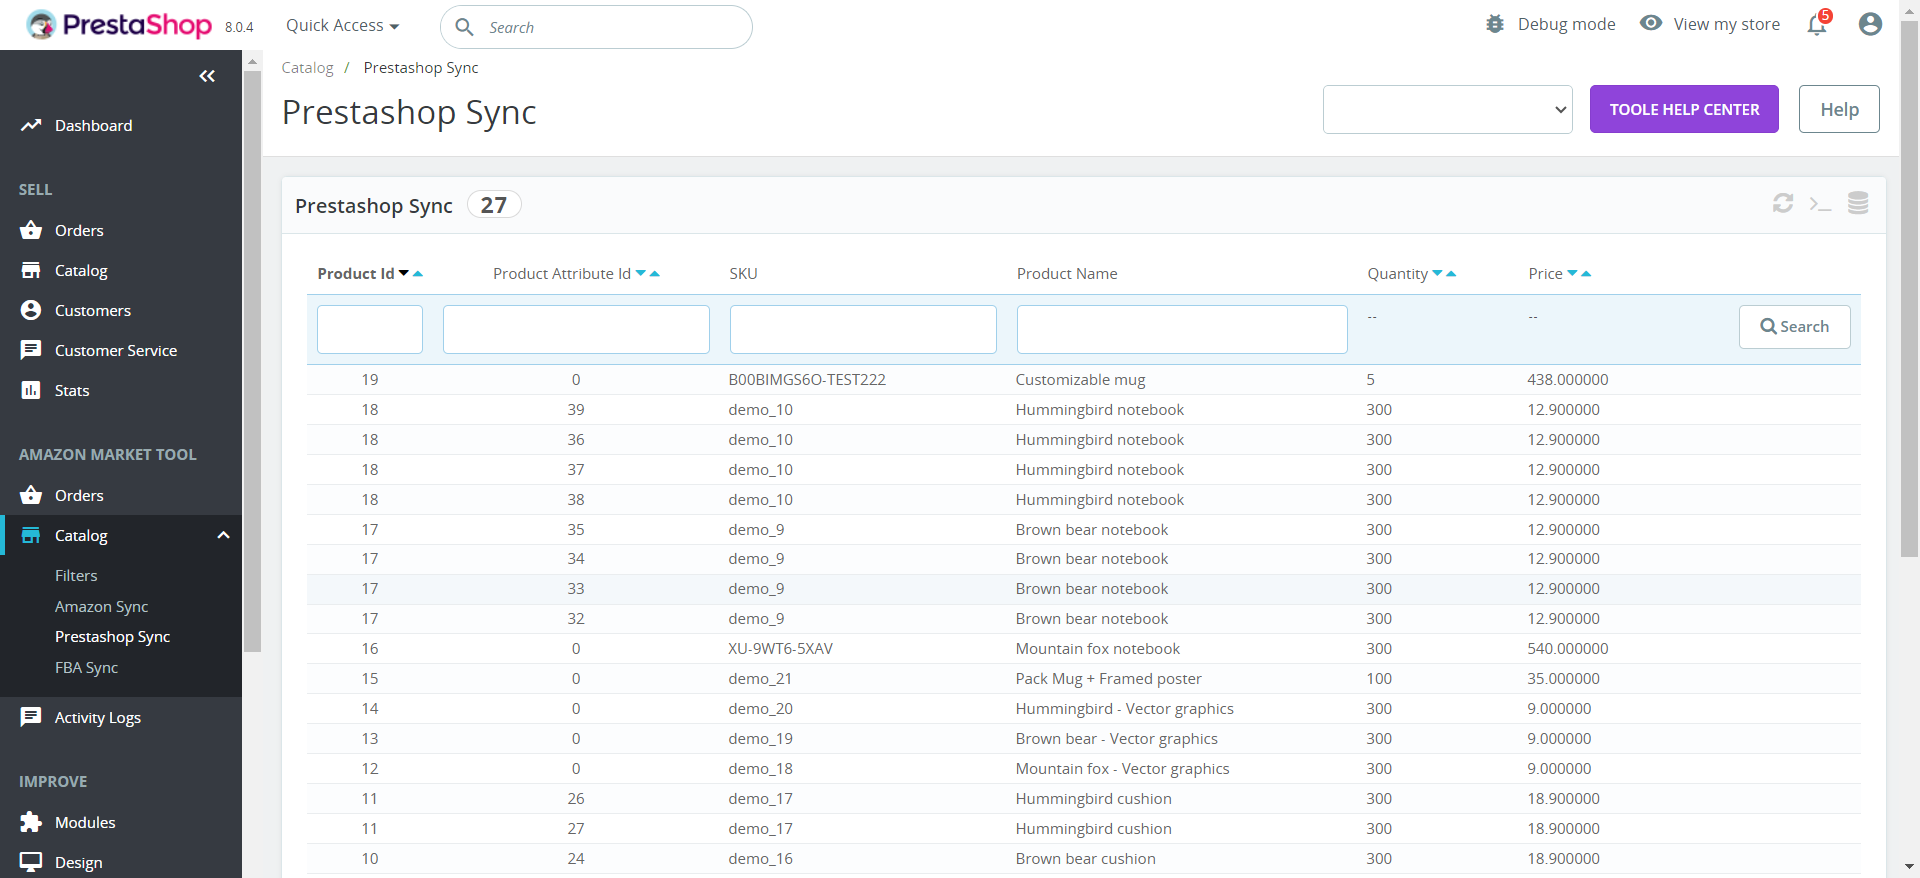 PrestaShop 8.0.4 Quick Access Search Debug mode View my store 5
Catalog / Prestashop Sync
Prestashop Sync TOOLE HELP CENTER Help
Dashboard
SELL
Orders
Catalog
Customers
Customer Service
Stats
AMAZON MARKET TOOL
Orders
Catalog
Filters
Amazon Sync
Prestashop Sync
FBA Sync
Activity Logs
IMPROVE
Modules
Design
Prestashop Sync 27
Product Id Product Attribute Id SKU Product Name Quantity Price
-- -- Search
19 0 B00BIMGS6O-TEST222 Customizable mug 5 438.000000
18 39 demo_10 Hummingbird notebook 300 12.900000
18 36 demo_10 Hummingbird notebook 300 12.900000
18 37 demo_10 Hummingbird notebook 300 12.900000
18 38 demo_10 Hummingbird notebook 300 12.900000
17 35 demo_9 Brown bear notebook 300 12.900000
17 34 demo_9 Brown bear notebook 300 12.900000
17 33 demo_9 Brown bear notebook 300 12.900000
17 32 demo_9 Brown bear notebook 300 12.900000
16 0 XU-9WT6-5XAV Mountain fox notebook 300 540.000000
15 0 demo_21 Pack Mug + Framed poster 100 35.000000
14 0 demo_20 Hummingbird - Vector graphics 300 9.000000
13 0 demo_19 Brown bear - Vector graphics 300 9.000000
12 0 demo_18 Mountain fox - Vector graphics 300 9.000000
11 26 demo_17 Hummingbird cushion 300 18.900000
11 27 demo_17 Hummingbird cushion 300 18.900000
10 24 demo_16 Brown bear cushion 300 18.900000